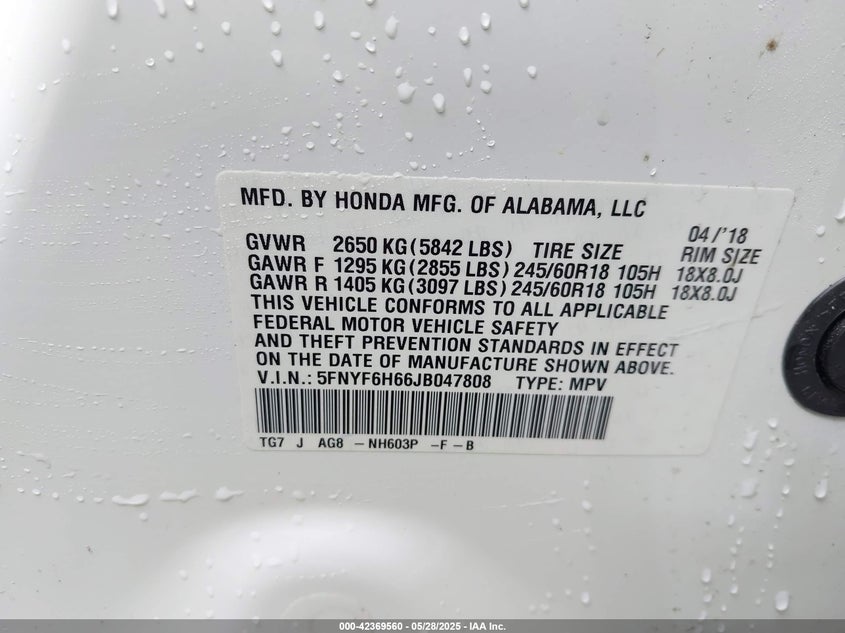 MFD. BY HONDA MFG. OF ALABAMA, LLC
04/'18
GVWR 2650 KG (5842 LBS) TIRE SIZE RIM SIZE
GAWR F 1295 KG (2855 LBS) 245/60R18 105H 18X8.0J
GAWR R 1405 KG (3097 LBS) 245/60R18 105H 18X8.0J
THIS VEHICLE CONFORMS TO ALL APPLICABLE
FEDERAL MOTOR VEHICLE SAFETY
AND THEFT PREVENTION STANDARDS IN EFFECT
ON THE DATE OF MANUFACTURE SHOWN ABOVE.
V.I.N.: 5FNYF6H66JB047808 TYPE: MPV
TG7 J AG8 -NH603P -F-B
000-42369560 — 05/28/2025 — IAA Inc.